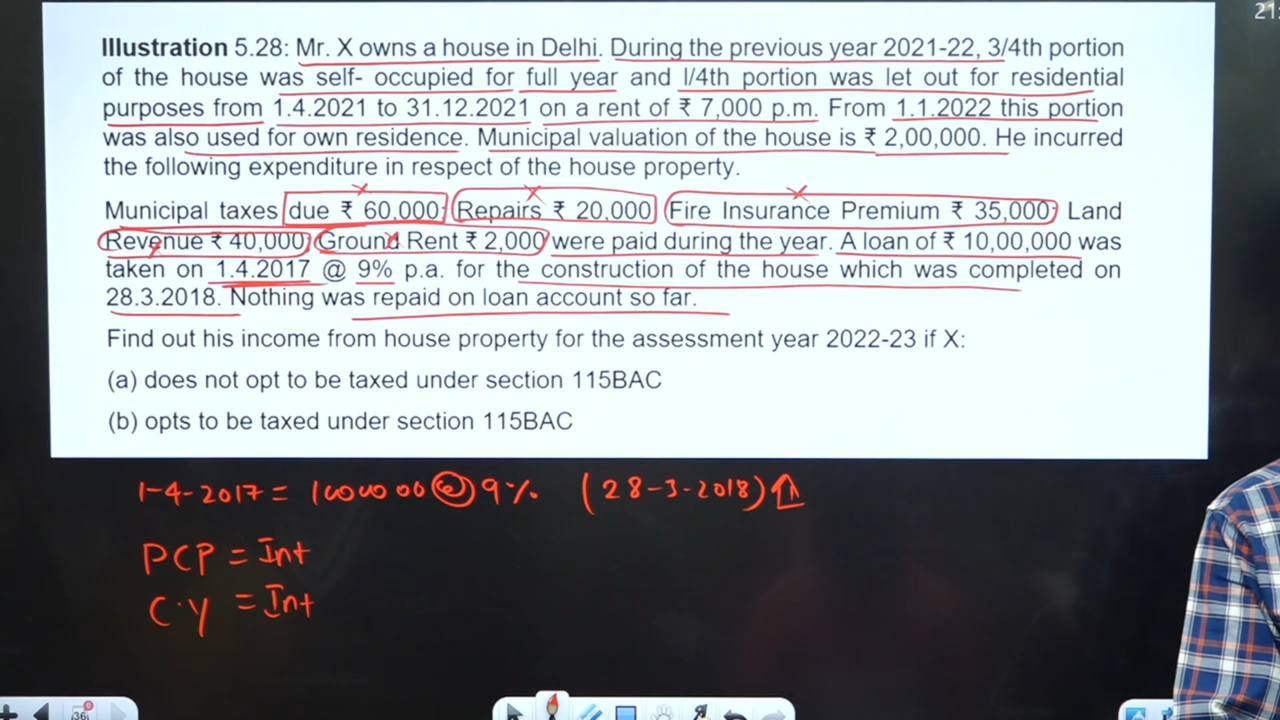 21:
Illustration 5.28: Mr. X owns a house in Delhi. During the previous year 2021-22, 3/4th portion
of the house was self- occupied for full year and I/4th portion was let out for residential
purposes from 1.4.2021 to 31.12.2021 on a rent of ₹ 7,000 p.m. From 1.1.2022 this portion
was also used for own residence. Municipal valuation of the house is ₹ 2,00,000. He incurred
the following expenditure in respect of the house property.
Municipal taxes due ₹ 60,000; Repairs ₹ 20,000 Fire Insurance Premium ₹ 35,000; Land
Revenue ₹ 40,000; Ground Rent ₹ 2,000 were paid during the year. A loan of ₹ 10,00,000 was
taken on 1.4.2017 @ 9% p.a. for the construction of the house which was completed on
28.3.2018. Nothing was repaid on loan account so far.
Find out his income from house property for the assessment year 2022-23 if X:
(a) does not opt to be taxed under section 115BAC
(b) opts to be taxed under section 115BAC
1-4-2017 = 1000000 @ 9% (28-3-2018)
PCP = Int
C.Y = Int
36